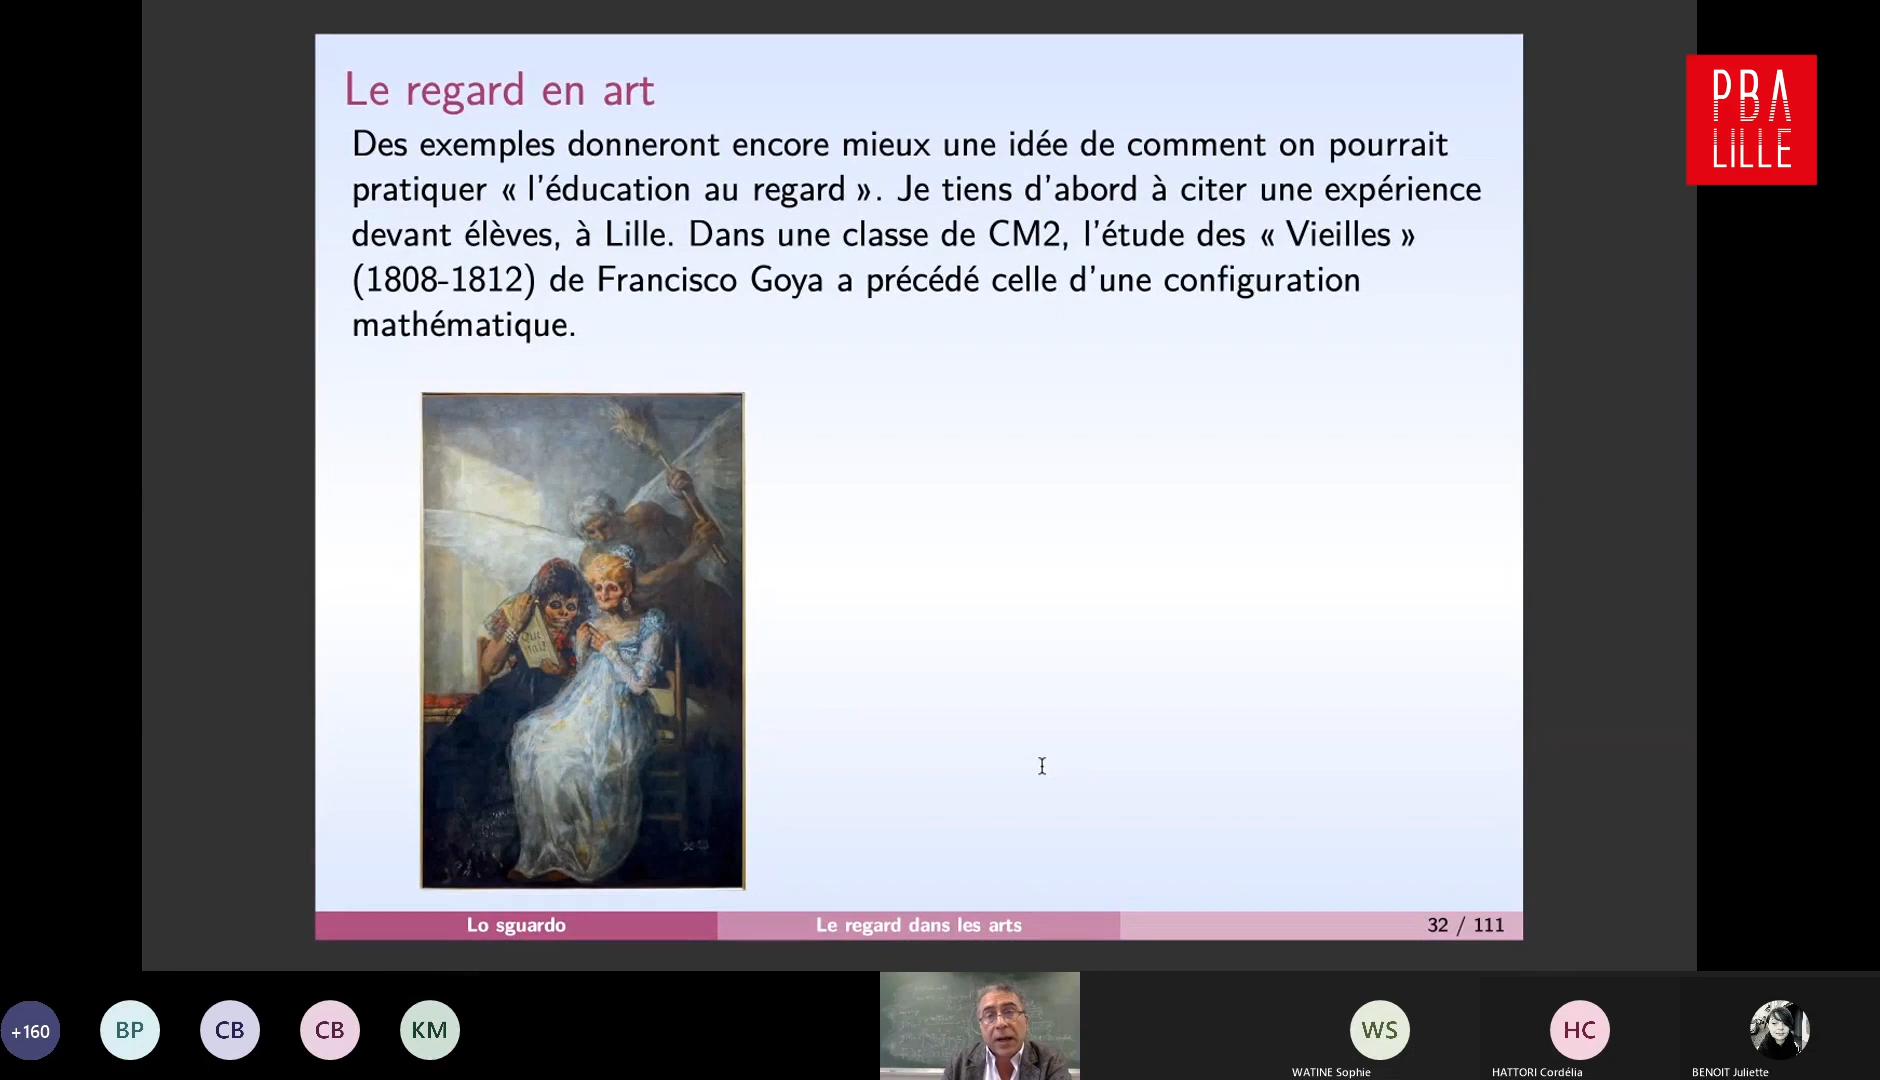 Le regard en art
Des exemples donneront encore mieux une idée de comment on pourrait
pratiquer « l'éducation au regard ». Je tiens d'abord à citer une expérience
devant élèves, à Lille. Dans une classe de CM2, l'étude des « Vieilles »
(1808-1812) de Francisco Goya a précédé celle d'une configuration
mathématique.
PBA
LILLE
Que
tal?
Lo sguardo
Le regard dans les arts
32 / 111
+160
BP
CB
CB
KM
WS
WATINE Sophie
HC
HATTORI Cordélia
BENOIT Juliette